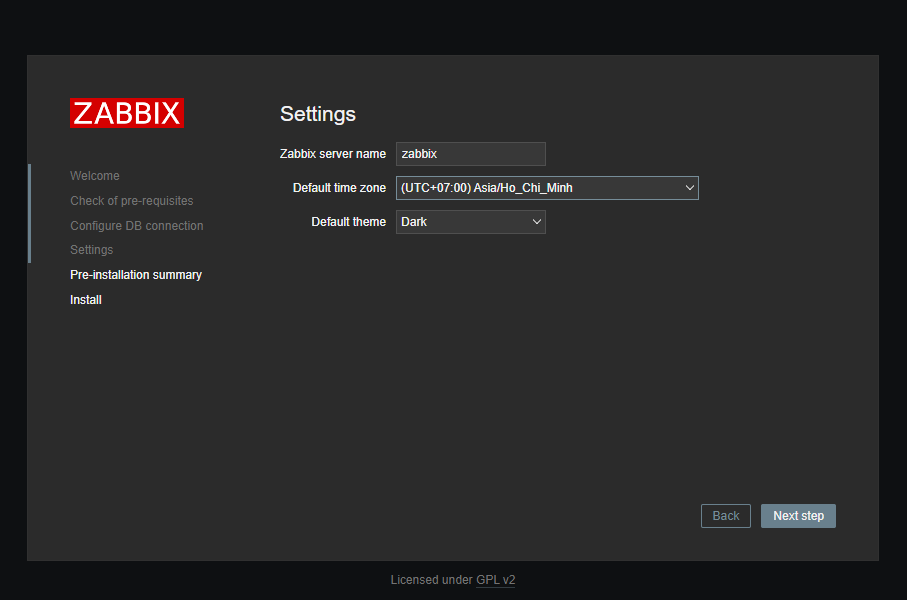 ZABBIX
Welcome
Check of pre-requisites
Configure DB connection
Settings
Pre-installation summary
Install
Settings
Zabbix server name zabbix
Default time zone (UTC+07:00) Asia/Ho_Chi_Minh
Default theme Dark
Back Next step
Licensed under GPL v2